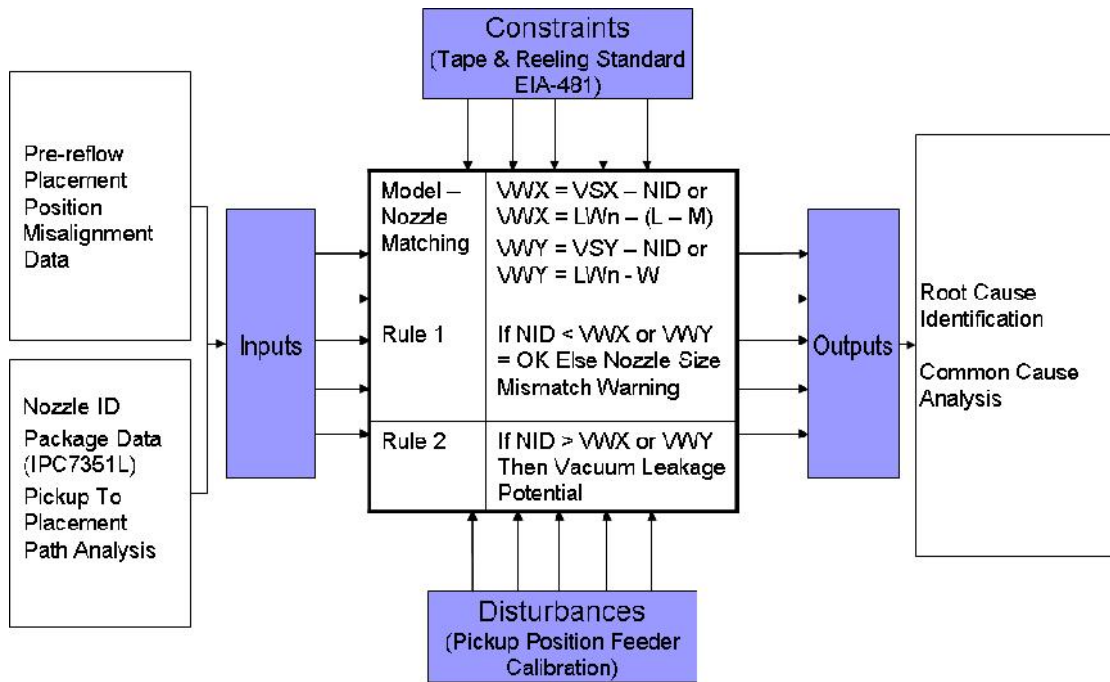 Constraints
(Tape & Reeling Standard
EIA-481)
Pre-reflow
Placement
Position
Misalignment
Data
Nozzle ID
Package Data
(IPC7351L)
Pickup To
Placement
Path Analysis
Inputs
Model –
Nozzle
Matching
VWX = VSX – NID or
VWX = LWn – (L – M)
VWY = VSY – NID or
VWY = LWn - W
Rule 1
If NID < VWX or VWY
= OK Else Nozzle Size
Mismatch Warning
Rule 2
If NID > VWX or VWY
Then Vacuum Leakage
Potential
Outputs
Root Cause
Identification
Common Cause
Analysis
Disturbances
(Pickup Position Feeder
Calibration)